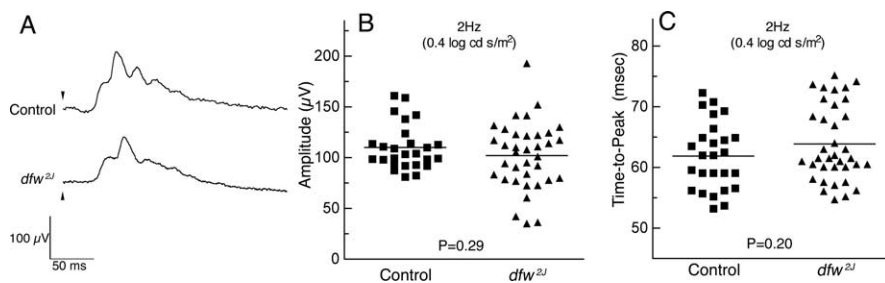 A
Control
dfw2J
100 µV
50 ms
B
2Hz
(0.4 log cd s/m2)
Amplitude (µV)
200
150
100
50
0
P=0.29
Control
dfw2J
C
2Hz
(0.4 log cd s/m2)
Time-to-Peak (msec)
80
70
60
50
P=0.20
Control
dfw2J